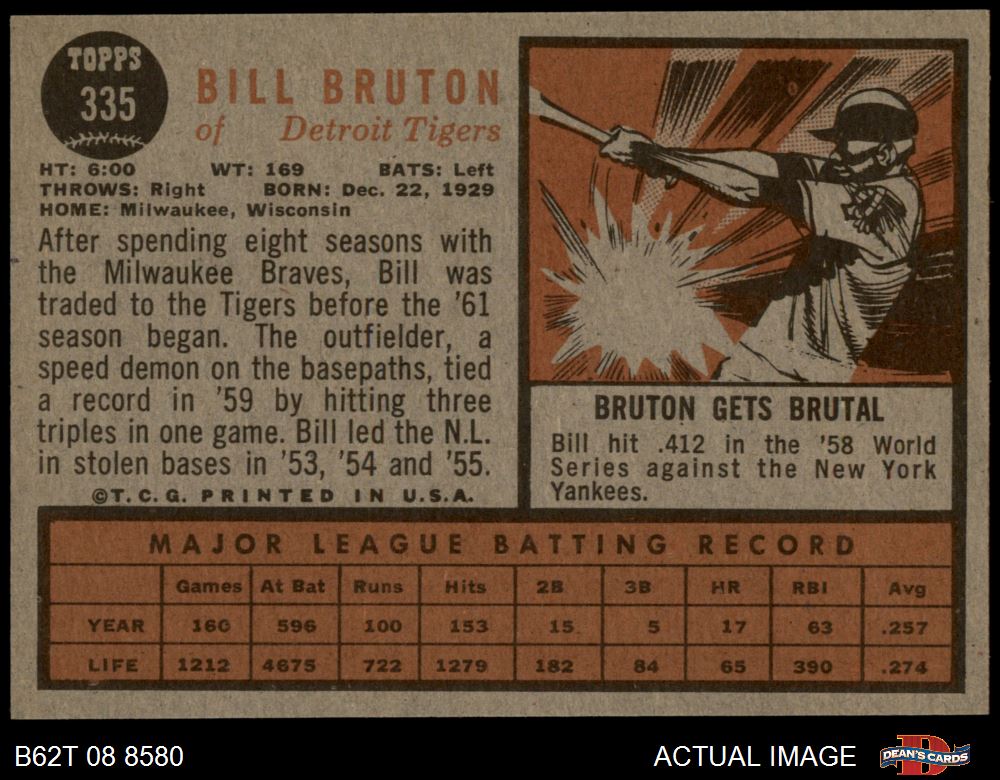 TOPPS
335
BILL BRUTON
of Detroit Tigers
HT: 6:00 WT: 169 BATS: Left
THROWS: Right BORN: Dec. 22, 1929
HOME: Milwaukee, Wisconsin
After spending eight seasons with
the Milwaukee Braves, Bill was
traded to the Tigers before the '61
season began. The outfielder, a
speed demon on the basepaths, tied
a record in '59 by hitting three
triples in one game. Bill led the N.L.
in stolen bases in '53, '54 and '55.
©T.C.G. PRINTED IN U.S.A.
BRUTON GETS BRUTAL
Bill hit .412 in the '58 World
Series against the New York
Yankees.
MAJOR LEAGUE BATTING RECORD
Games At Bat Runs Hits 2B 3B HR RBI Avg
YEAR 160 596 100 153 15 5 17 63 .257
LIFE 1212 4675 722 1279 182 84 65 390 .274
B62T 08 8580
ACTUAL IMAGE
DEAN'S CARDS